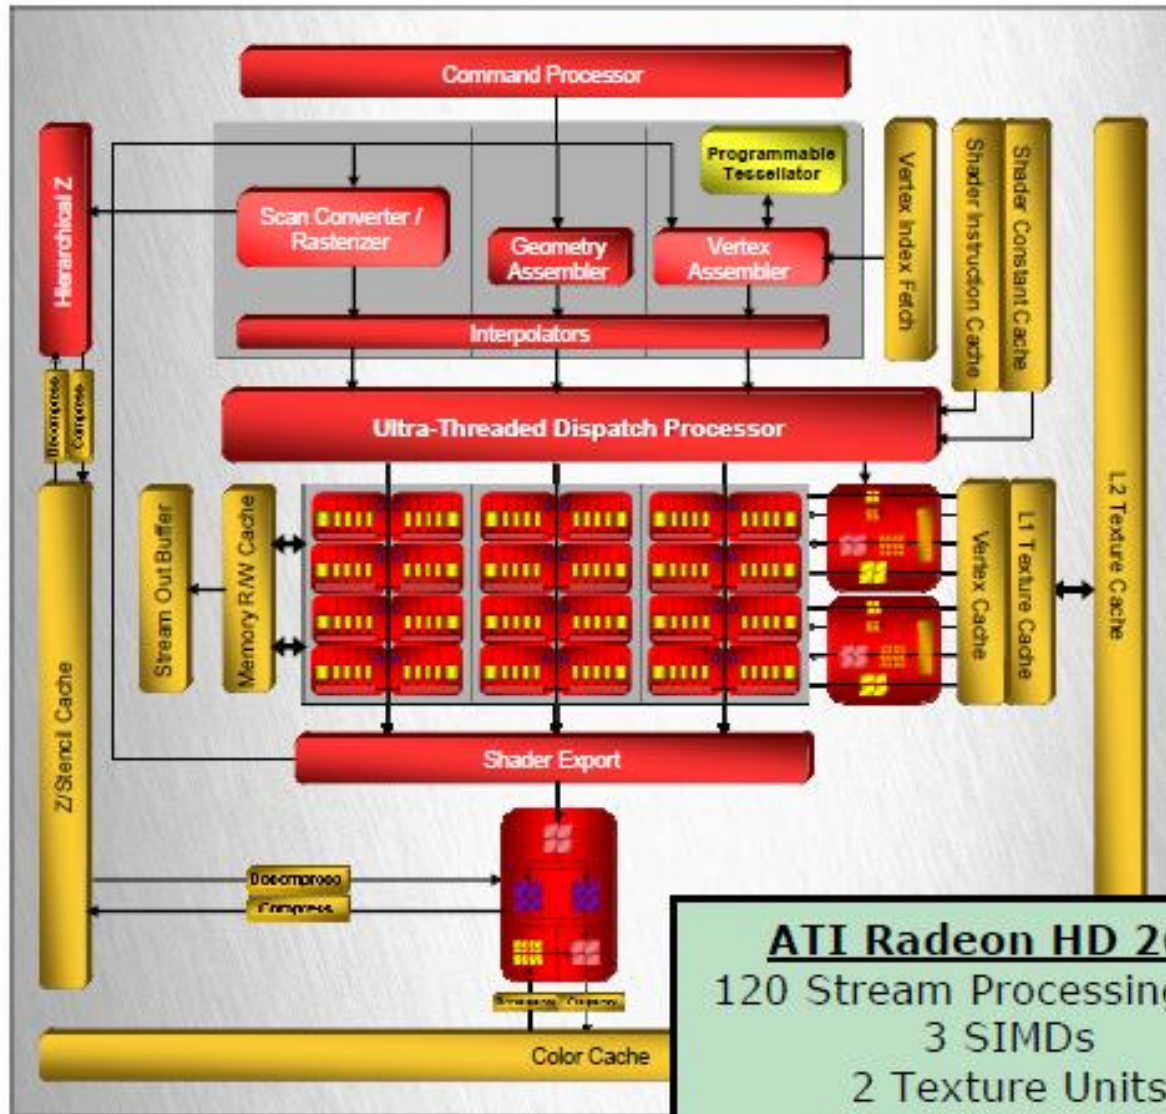 Command Processor
Hierarchical Z
Programmable
Tessellator
Scan Converter /
Rasterizer
Geometry
Assembler
Vertex
Assembler
Vertex Index Fetch
Shader Instruction Cache
Shader Constant Cache
Interpolators
Decompress
Compress
Ultra-Threaded Dispatch Processor
L2 Texture Cache
Z/Stencil Cache
Stream Out Buffer
Memory R/W Cache
Vertex Cache
L1 Texture Cache
Shader Export
Decompress
Compress
Decompress
Compress
Color Cache
ATI Radeon HD 2
120 Stream Processing
3 SIMDs
2 Texture Units